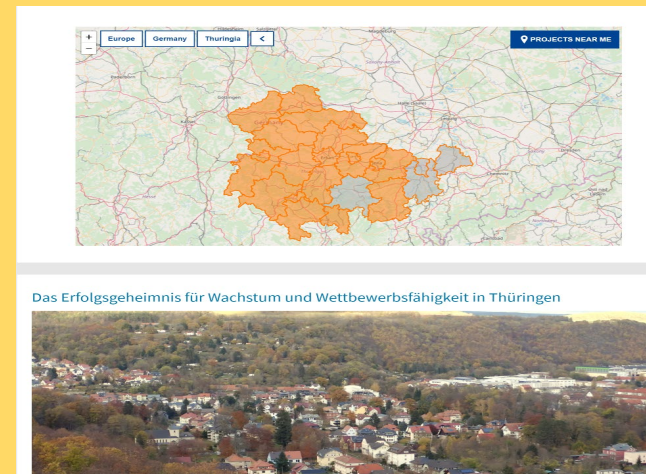 +
Europe
Germany
Thuringia
<
PROJECTS NEAR ME
−
Das Erfolgsgeheimnis für Wachstum und Wettbewerbsfähigkeit in Thüringen